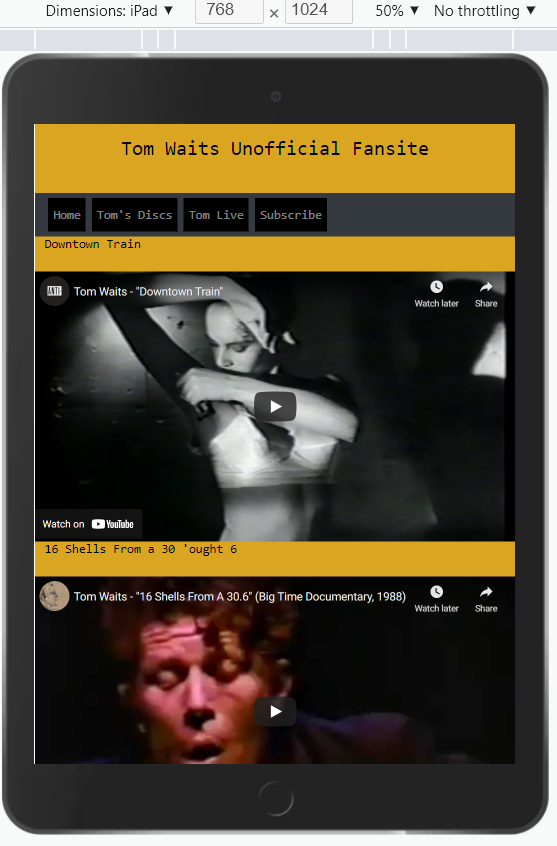 Dimensions: iPad ▼ 768 × 1024 50% ▼ No throttling ▼
Tom Waits Unofficial Fansite
Home Tom's Discs Tom Live Subscribe
Downtown Train
ANTI- Tom Waits - "Downtown Train" Watch later Share
Watch on YouTube
16 Shells From a 30 'ought 6
Tom Waits - "16 Shells From A 30.6" (Big Time Documentary, 1988) Watch later Share